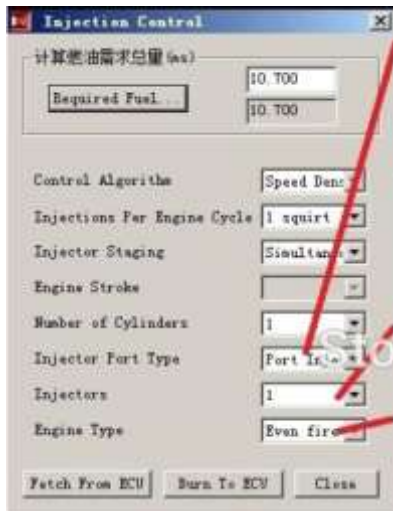 Injection Control
计算燃油需求总量(ms)
Required Fuel...
10.700
10.700
Control Algorithm
Speed Dens
Injections Per Engine Cycle
1 squirt
Injector Staging
Simultan
Engine Stroke
Number of Cylinders
1
Injector Port Type
Port Inje
Injectors
1
Engine Type
Even fire
Fetch From ECU
Burn To ECU
Close